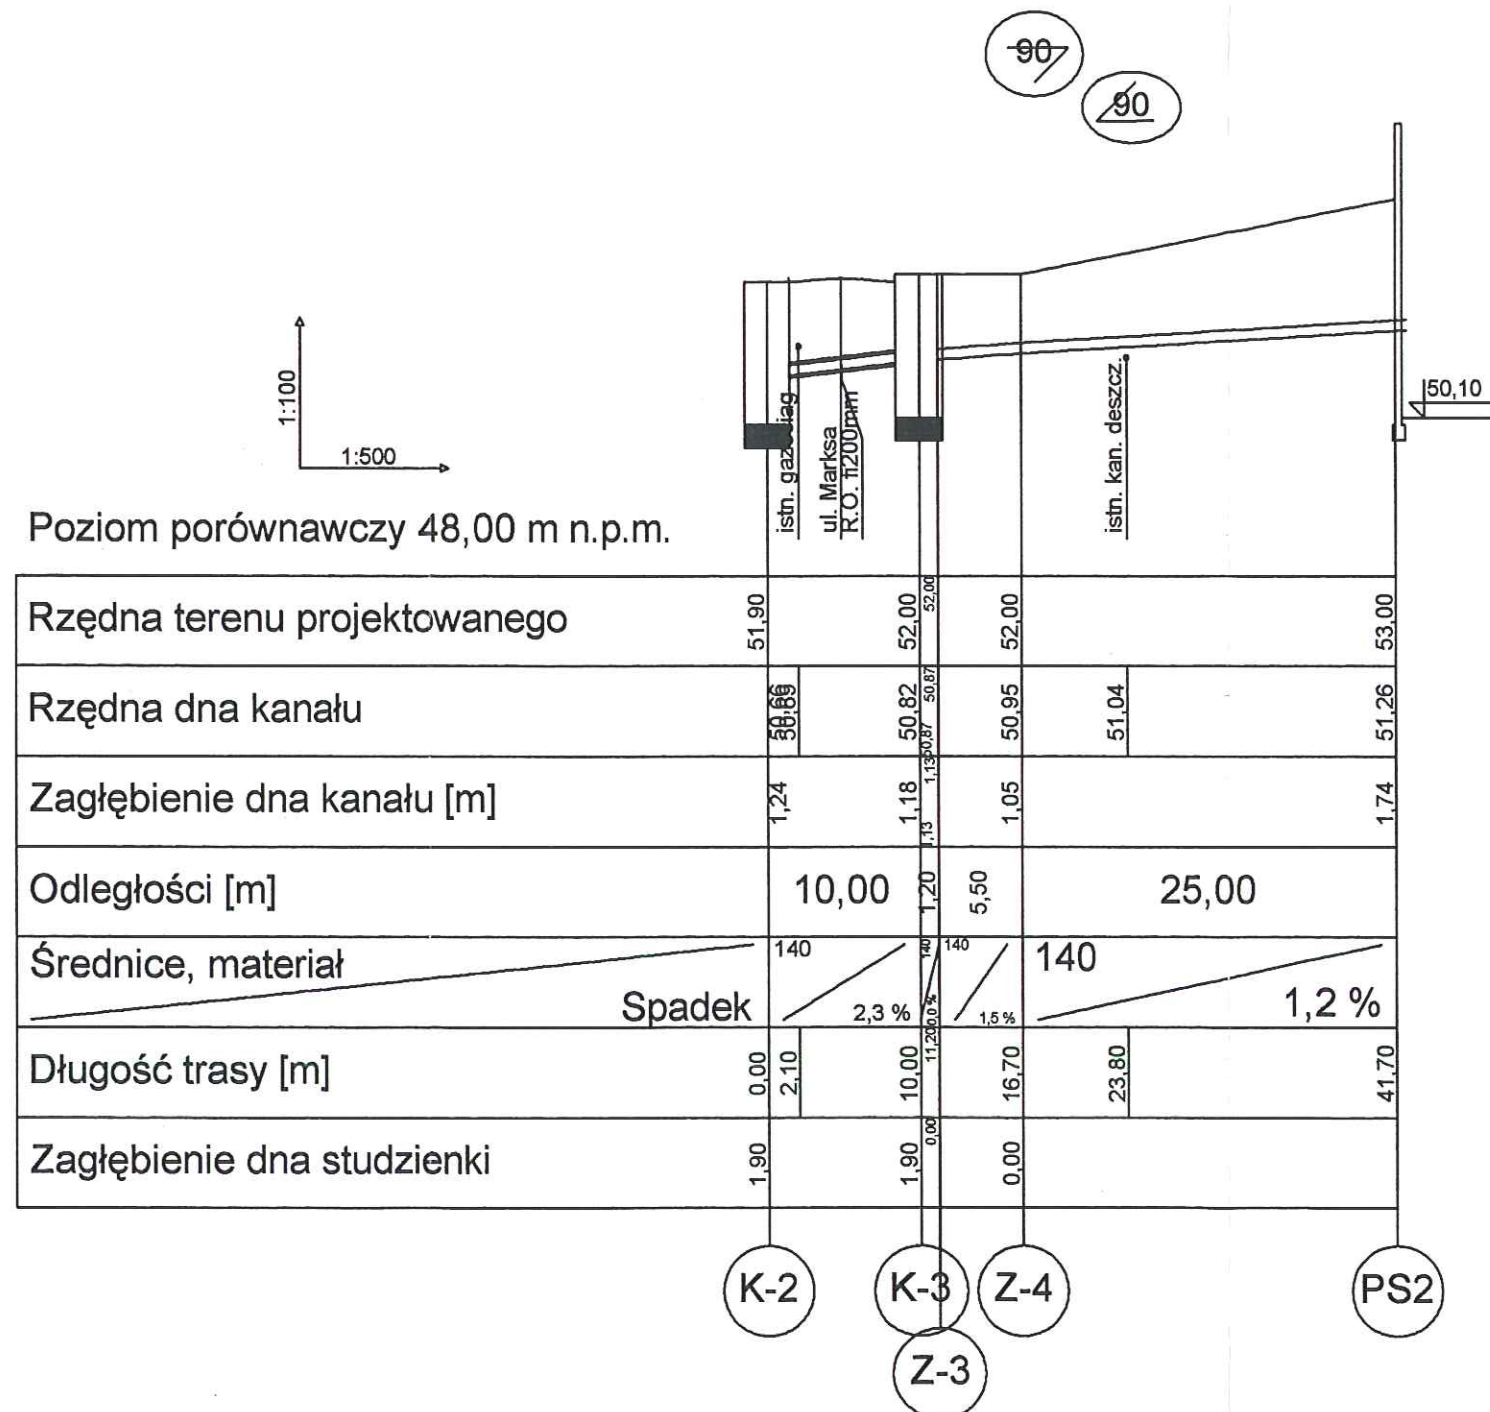 90
90
1:100
1:500
50,10
istn. gazociąg
ul. Marksa
R.O. fi200mm
istn. kan. deszcz.
Poziom porównawczy 48,00 m n.p.m.
Rzędna terenu projektowanego 51,90 52,00 52,00 52,00 53,00
Rzędna dna kanału 50,66 50,69 50,82 50,87 50,87 50,95 51,04 51,26
Zagłębienie dna kanału [m] 1,24 1,18 1,13 1,13 1,05 1,74
Odległości [m] 10,00 1,20 5,50 25,00
Średnice, materiał 140 140 140 140
Spadek 2,3 % 0,0 % 1,5 % 1,2 %
Długość trasy [m] 0,00 2,10 10,00 11,20 16,70 23,80 41,70
Zagłębienie dna studzienki 1,90 1,90 0,00 0,00
K-2 K-3 Z-4 PS2
Z-3